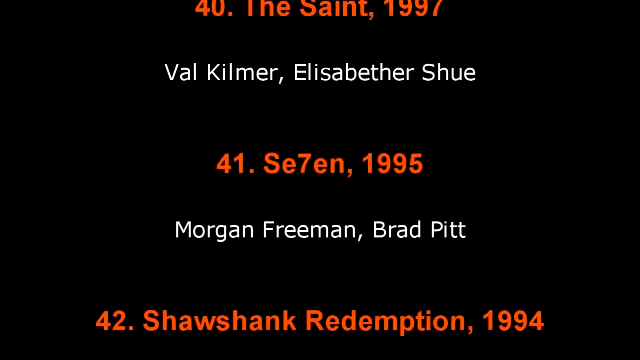 40. The Saint, 1997
Val Kilmer, Elisabether Shue
41. Se7en, 1995
Morgan Freeman, Brad Pitt
42. Shawshank Redemption, 1994